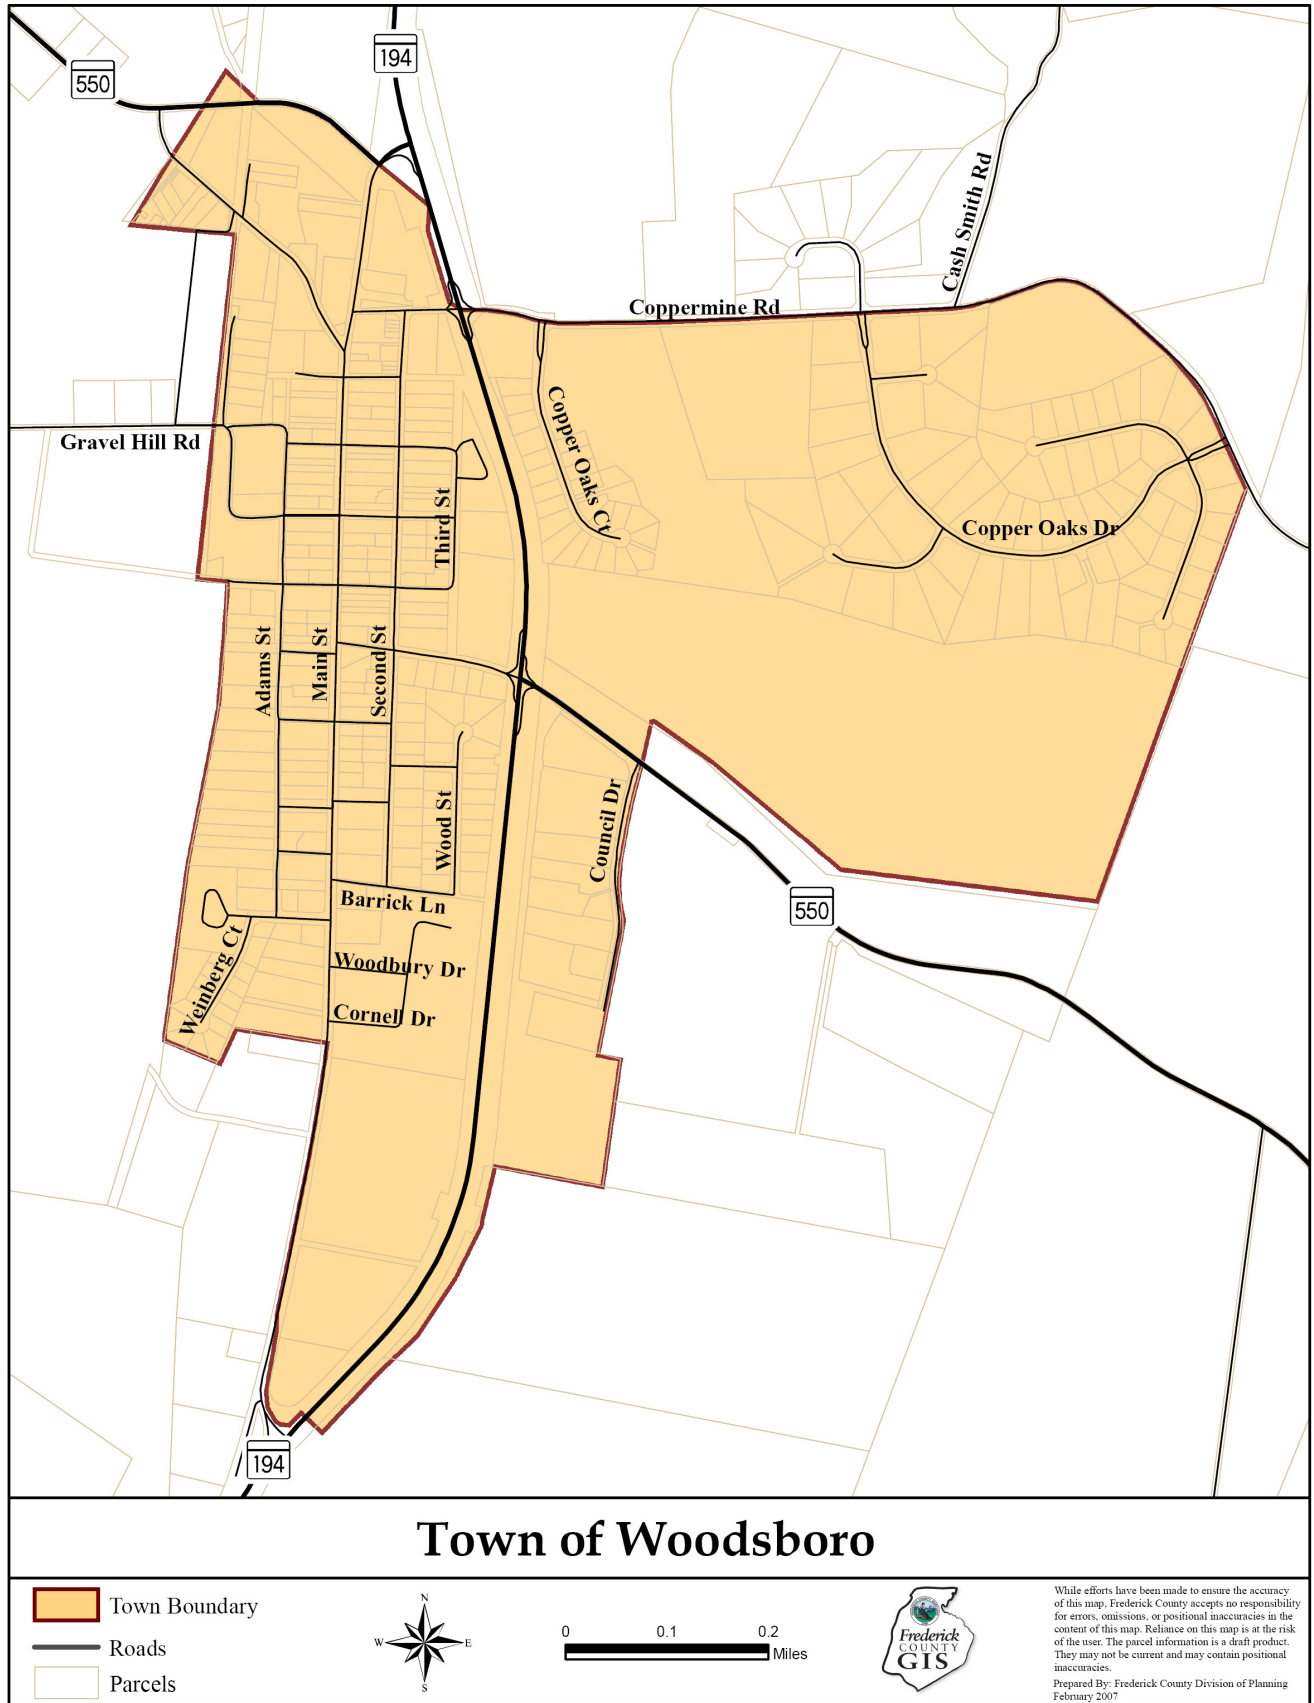 194
550
Cash Smith Rd
Coppermine Rd
Gravel Hill Rd
Copper Oaks Ct
Third St
Copper Oaks Dr
Adams St
Main St
Second St
Wood St
Council Dr
Barrick Ln
550
Weinberg Ct
Woodbury Dr
Cornell Dr
194
Town of Woodsboro
Town Boundary
Roads
Parcels
N
W
E
S
0 0.1 0.2
Miles
Frederick
COUNTY
GIS
While efforts have been made to ensure the accuracy
of this map, Frederick County accepts no responsibility
for errors, omissions, or positional inaccuracies in the
content of this map. Reliance on this map is at the risk
of the user. The parcel information is a draft product.
They may not be current and may contain positional
inaccuracies.
Prepared By: Frederick County Division of Planning
February 2007